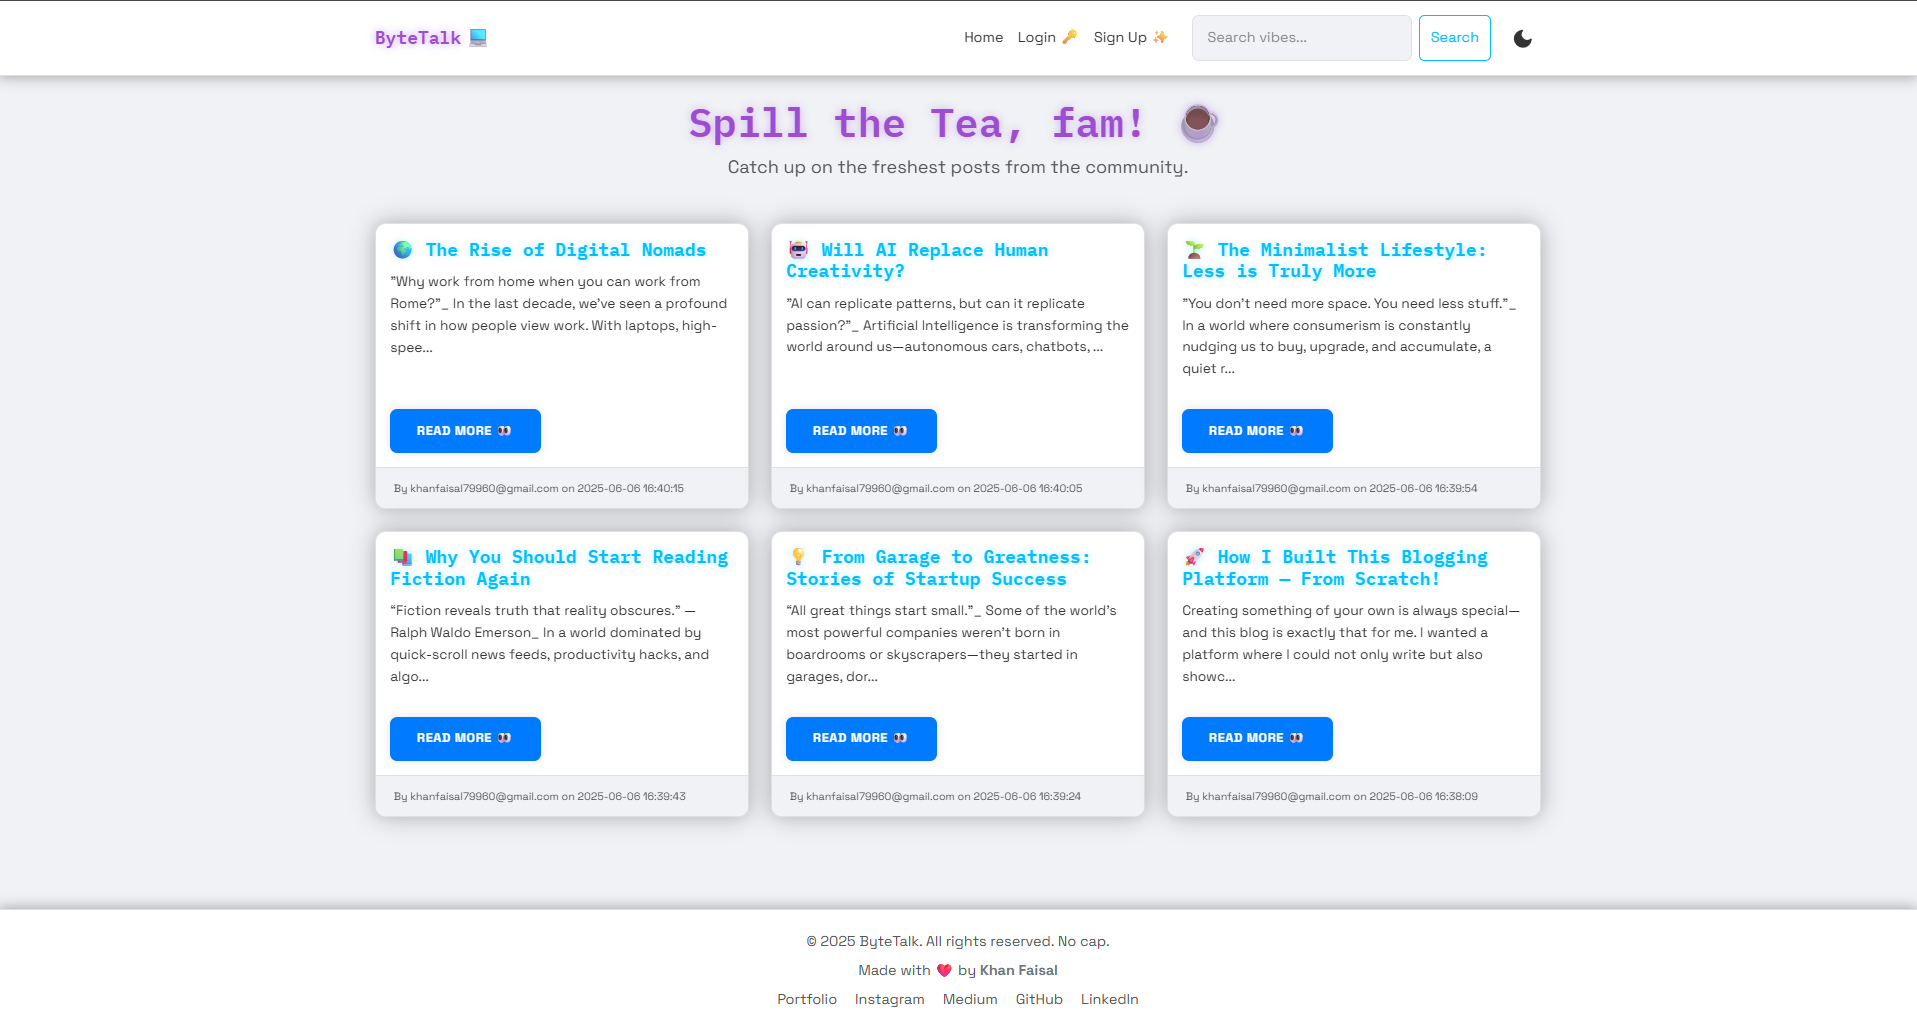 ByteTalk 💻
Home Login 🔑 Sign Up ✨ Search vibes... Search
Spill the Tea, fam! ☕
Catch up on the freshest posts from the community.
🌍 The Rise of Digital Nomads
"Why work from home when you can work from
Rome?"_ In the last decade, we've seen a profound
shift in how people view work. With laptops, high-
spee...
READ MORE 👀
By khanfaisal79960@gmail.com on 2025-06-06 16:40:15
🤖 Will AI Replace Human
Creativity?
"AI can replicate patterns, but can it replicate
passion?"_ Artificial Intelligence is transforming the
world around us—autonomous cars, chatbots, ...
READ MORE 👀
By khanfaisal79960@gmail.com on 2025-06-06 16:40:05
🌱 The Minimalist Lifestyle:
Less is Truly More
"You don't need more space. You need less stuff."_
In a world where consumerism is constantly
nudging us to buy, upgrade, and accumulate, a
quiet r...
READ MORE 👀
By khanfaisal79960@gmail.com on 2025-06-06 16:39:54
📚 Why You Should Start Reading
Fiction Again
“Fiction reveals truth that reality obscures.” —
Ralph Waldo Emerson_ In a world dominated by
quick-scroll news feeds, productivity hacks, and
algo...
READ MORE 👀
By khanfaisal79960@gmail.com on 2025-06-06 16:39:43
💡 From Garage to Greatness:
Stories of Startup Success
“All great things start small.”_ Some of the world's
most powerful companies weren't born in
boardrooms or skyscrapers—they started in
garages, dor...
READ MORE 👀
By khanfaisal79960@gmail.com on 2025-06-06 16:39:24
🚀 How I Built This Blogging
Platform — From Scratch!
Creating something of your own is always special—
and this blog is exactly that for me. I wanted a
platform where I could not only write but also
showc...
READ MORE 👀
By khanfaisal79960@gmail.com on 2025-06-06 16:38:09
© 2025 ByteTalk. All rights reserved. No cap.
Made with ❤️ by Khan Faisal
Portfolio Instagram Medium GitHub LinkedIn